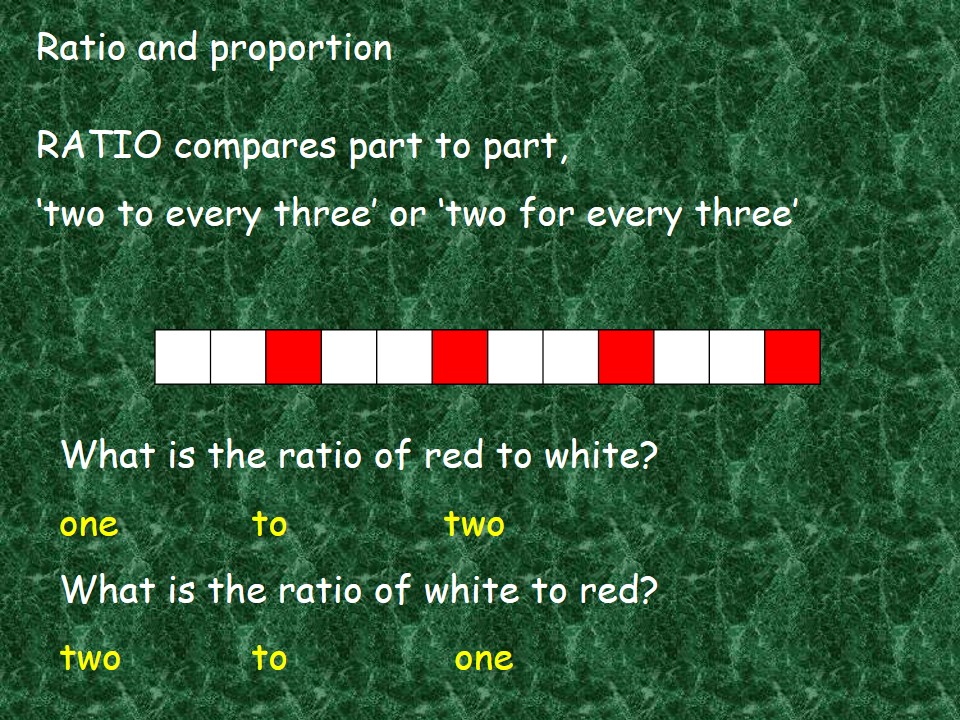 Ratio and proportion
RATIO compares part to part,
‘two to every three’ or ‘two for every three’
What is the ratio of red to white?
one to two
What is the ratio of white to red?
two to one